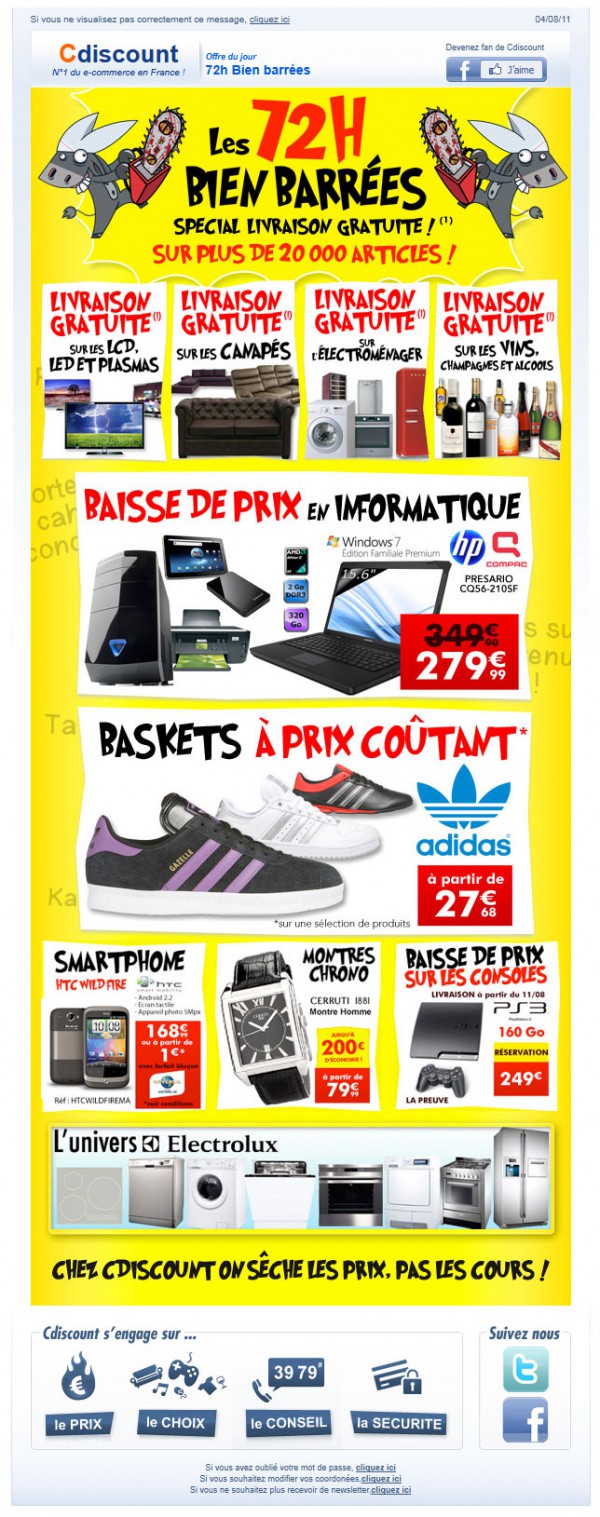 Si vous ne visualisez pas correctement ce message, cliquez ici
04/08/11
Cdiscount
N°1 du e-commerce en France !
Offre du jour
72h Bien barrées
Devenez fan de Cdiscount
f J'aime
Les 72H
BIEN BARRÉES
SPECIAL LIVRAISON GRATUITE ! (1)
SUR PLUS DE 20 000 ARTICLES !
LIVRAISON GRATUITE(1)
SUR LES LCD,
LED ET PLASMAS
LIVRAISON GRATUITE(1)
SUR LES CANAPÉS
LIVRAISON GRATUITE(1)
SUR
L'ÉLECTROMÉNAGER
LIVRAISON GRATUITE(1)
SUR LES VINS,
CHAMPAGNES ET ALCOOLS
BAISSE DE PRIX EN INFORMATIQUE
Windows 7
Édition Familiale Premium
hp
COMPAQ
PRESARIO
CQ56-210SF
AMD
2 Go
DDR3
320
Go
15.6"
349€90
279€99
BASKETS À PRIX COÛTANT*
GAZELLE
adidas
à partir de
27€68
*sur une sélection de produits
SMARTPHONE
HTC WILD FIRE
htc
- Android 2.2
- Ecran tactile
- Appareil photo 5Mpx
168€
ou à partir de
1€*
avec forfait bloqué
*voir conditions
Réf : HTCWILDFIREMA
MONTRES
CHRONO
CERRUTI 1881
Montre Homme
JUSQU'À
200€
D'ÉCONOMIE !
à partir de
79€99
BAISSE DE PRIX
SUR LES CONSOLES
LIVRAISON à partir du 11/08
PS3
160 Go
RÉSERVATION
249€
LA PREUVE
L'univers Electrolux
CHEZ CDISCOUNT ON SÈCHE LES PRIX, PAS LES COURS !
Cdiscount s'engage sur ...
3979
le PRIX
le CHOIX
le CONSEIL
la SECURITE
Suivez nous
t
f
Si vous avez oublié votre mot de passe, cliquez ici
Si vous souhaitez modifier vos coordonées,cliquez ici
Si vous ne souhaitez plus recevoir de newsletter,cliquez ici